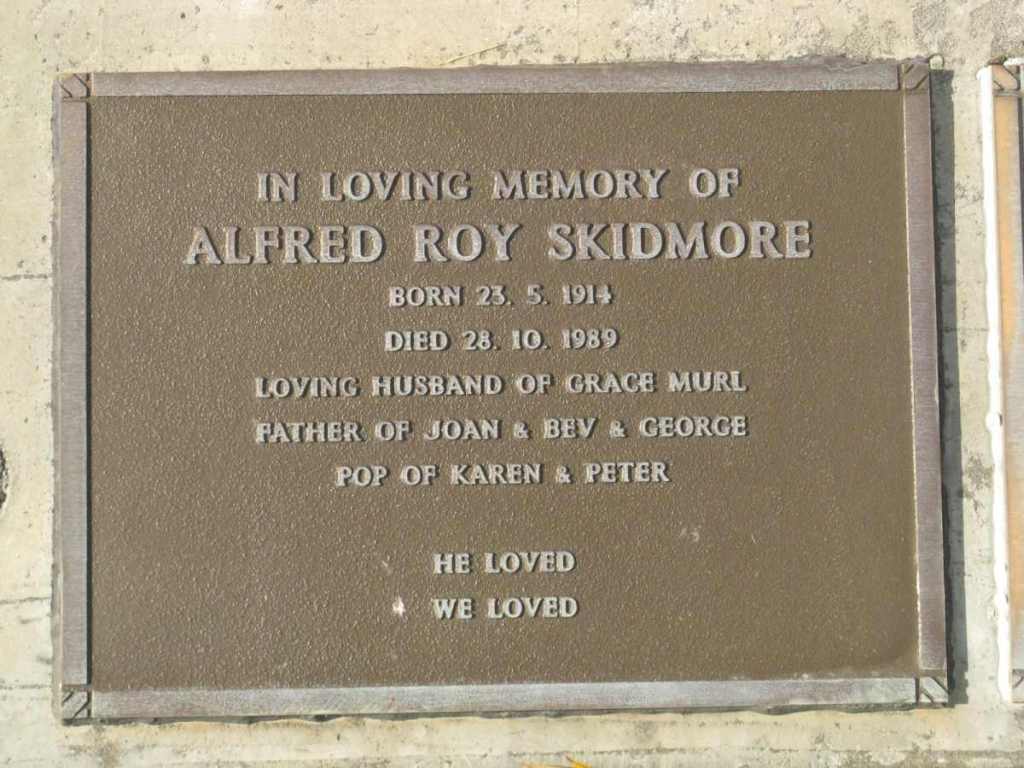 IN LOVING MEMORY OF
ALFRED ROY SKIDMORE
BORN 23. 5. 1914
DIED 28. 10. 1989
LOVING HUSBAND OF GRACE MURL
FATHER OF JOAN & BEV & GEORGE
POP OF KAREN & PETER
HE LOVED
WE LOVED